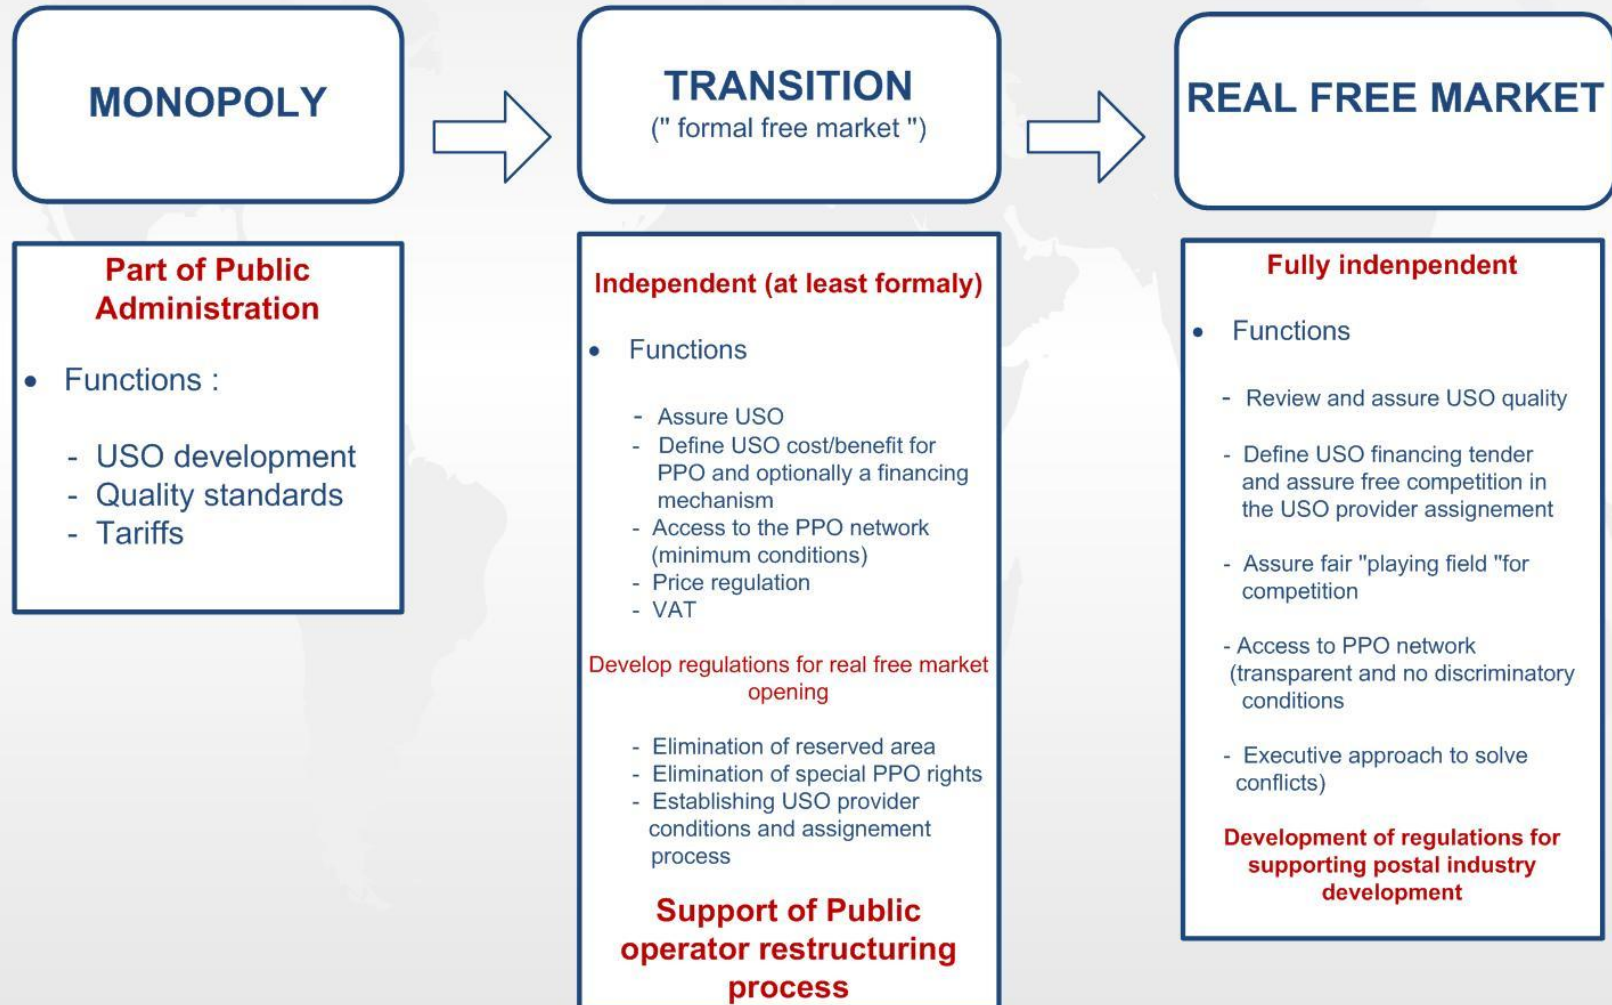 MONOPOLY
TRANSITION
(" formal free market ")
REAL FREE MARKET
Part of Public
Administration
• Functions :
- USO development
- Quality standards
- Tariffs
Independent (at least formaly)
• Functions
- Assure USO
- Define USO cost/benefit for
PPO and optionally a financing
mechanism
- Access to the PPO network
(minimum conditions)
- Price regulation
- VAT
Develop regulations for real free market
opening
- Elimination of reserved area
- Elimination of special PPO rights
- Establishing USO provider
conditions and assignement
process
Support of Public
operator restructuring
process
Fully indenpendent
• Functions
- Review and assure USO quality
- Define USO financing tender
and assure free competition in
the USO provider assignement
- Assure fair "playing field "for
competition
- Access to PPO network
(transparent and no discriminatory
conditions
- Executive approach to solve
conflicts)
Development of regulations for
supporting postal industry
development